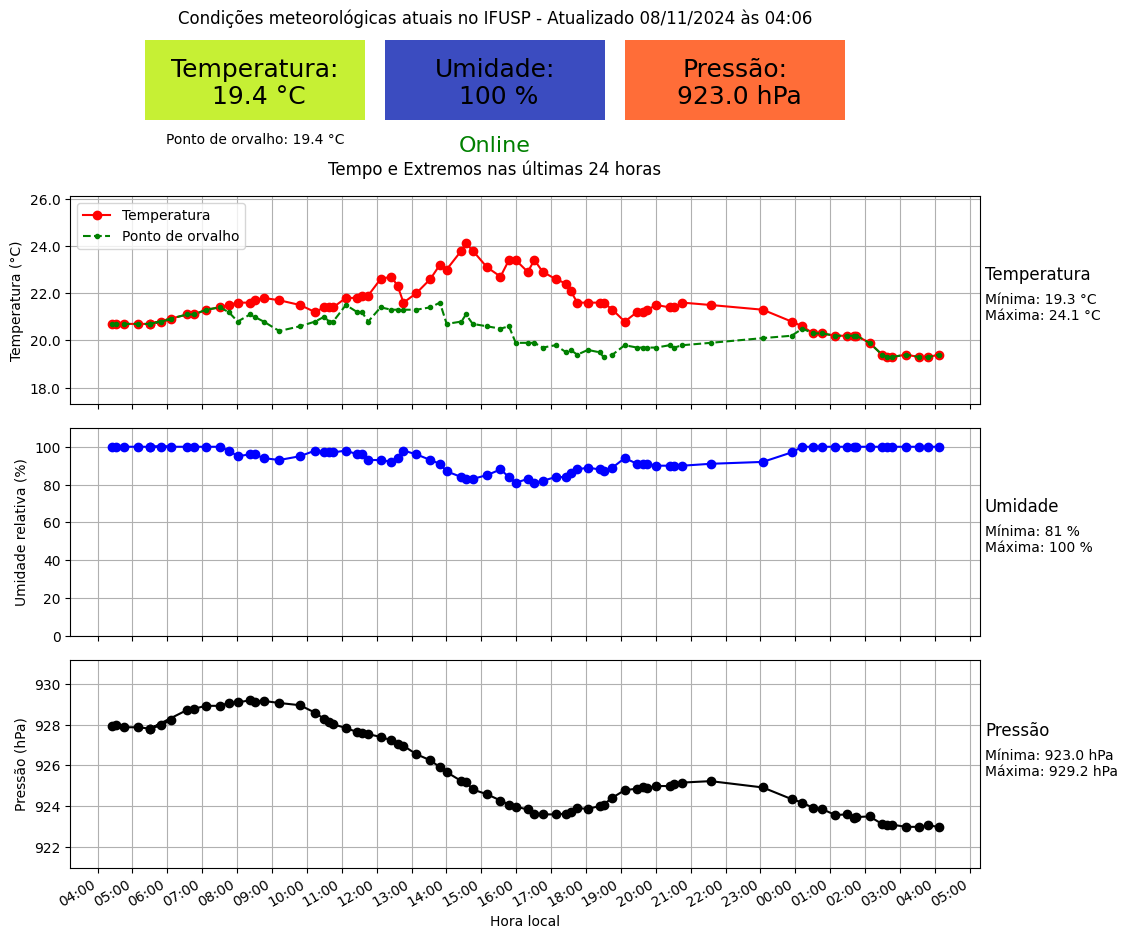 Condições meteorológicas atuais no IFUSP - Atualizado 08/11/2024 às 04:06
Temperatura:
19.4 °C
Umidade:
100 %
Pressão:
923.0 hPa
Ponto de orvalho: 19.4 °C
Online
Tempo e Extremos nas últimas 24 horas
Temperatura (°C)
26.0
24.0
22.0
20.0
18.0
Temperatura
Ponto de orvalho
Temperatura
Mínima: 19.3 °C
Máxima: 24.1 °C
Umidade relativa (%)
100
80
60
40
20
0
Umidade
Mínima: 81 %
Máxima: 100 %
Pressão (hPa)
930
928
926
924
922
Pressão
Mínima: 923.0 hPa
Máxima: 929.2 hPa
04:00 05:00 06:00 07:00 08:00 09:00 10:00 11:00 12:00 13:00 14:00 15:00 16:00 17:00 18:00 19:00 20:00 21:00 22:00 23:00 00:00 01:00 02:00 03:00 04:00 05:00
Hora local